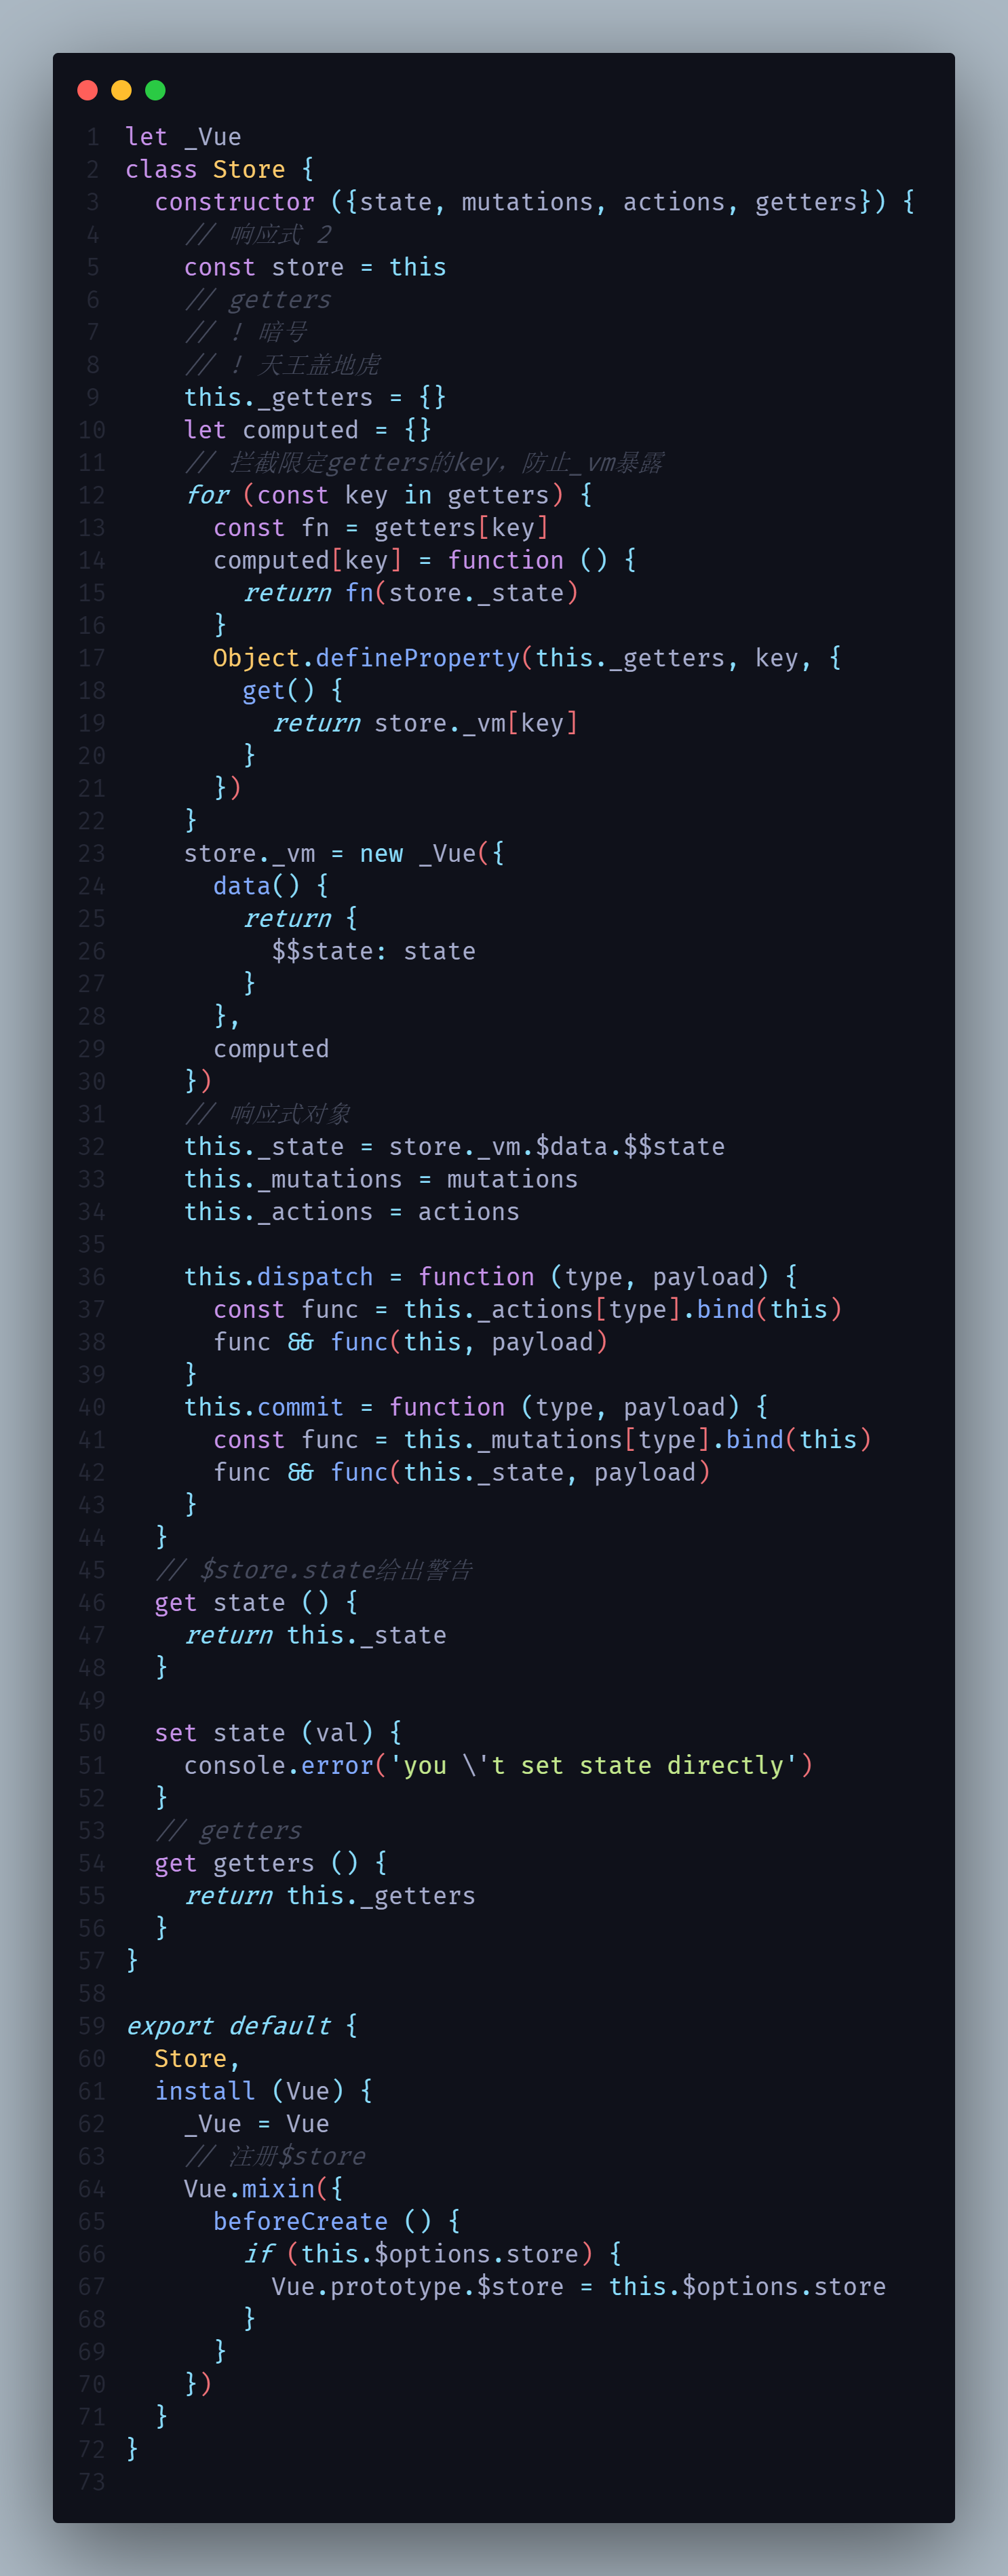 1 let _Vue
2 class Store {
3   constructor ({state, mutations, actions, getters}) {
4     // 响应式 2
5     const store = this
6     // getters
7     // ! 暗号
8     // ! 天王盖地虎
9     this._getters = {}
10     let computed = {}
11     // 拦截限定getters的key，防止_vm暴露
12     for (const key in getters) {
13       const fn = getters[key]
14       computed[key] = function () {
15         return fn(store._state)
16       }
17       Object.defineProperty(this._getters, key, {
18         get() {
19           return store._vm[key]
20         }
21       })
22     }
23     store._vm = new _Vue({
24       data() {
25         return {
26           $$state: state
27         }
28       },
29       computed
30     })
31     // 响应式对象
32     this._state = store._vm.$data.$$state
33     this._mutations = mutations
34     this._actions = actions
35
36     this.dispatch = function (type, payload) {
37       const func = this._actions[type].bind(this)
38       func && func(this, payload)
39     }
40     this.commit = function (type, payload) {
41       const func = this._mutations[type].bind(this)
42       func && func(this._state, payload)
43     }
44   }
45   // $store.state给出警告
46   get state () {
47     return this._state
48   }
49
50   set state (val) {
51     console.error('you \'t set state directly')
52   }
53   // getters
54   get getters () {
55     return this._getters
56   }
57 }
58
59 export default {
60   Store,
61   install (Vue) {
62     _Vue = Vue
63     // 注册$store
64     Vue.mixin({
65       beforeCreate () {
66         if (this.$options.store) {
67           Vue.prototype.$store = this.$options.store
68         }
69       }
70     })
71   }
72 }
73